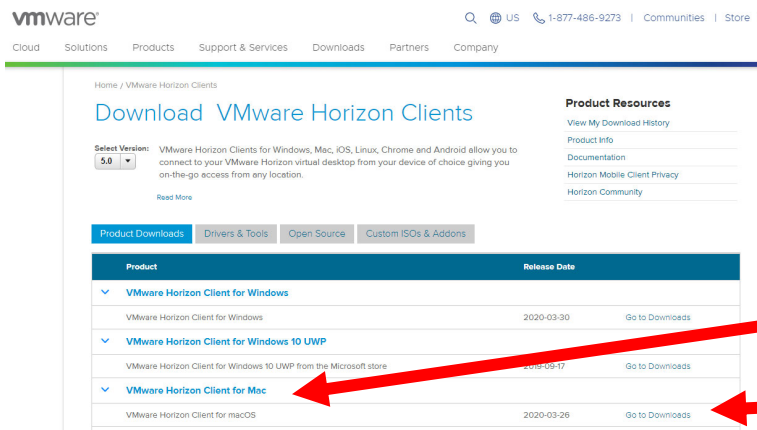 vmware®
US 1-877-486-9273 | Communities | Store
Cloud Solutions Products Support & Services Downloads Partners Company
Home / VMware Horizon Clients
Download VMware Horizon Clients
Select Version:
5.0
VMware Horizon Clients for Windows, Mac, iOS, Linux, Chrome and Android allow you to
connect to your VMware Horizon virtual desktop from your device of choice giving you
on-the-go access from any location.
Read More
Product Resources
View My Download History
Product Info
Documentation
Horizon Mobile Client Privacy
Horizon Community
Product Downloads Drivers & Tools Open Source Custom ISOs & Addons
Product Release Date
VMware Horizon Client for Windows
VMware Horizon Client for Windows 2020-03-30 Go to Downloads
VMware Horizon Client for Windows 10 UWP
VMware Horizon Client for Windows 10 UWP from the Microsoft store 2019-09-17 Go to Downloads
VMware Horizon Client for Mac
VMware Horizon Client for macOS 2020-03-26 Go to Downloads